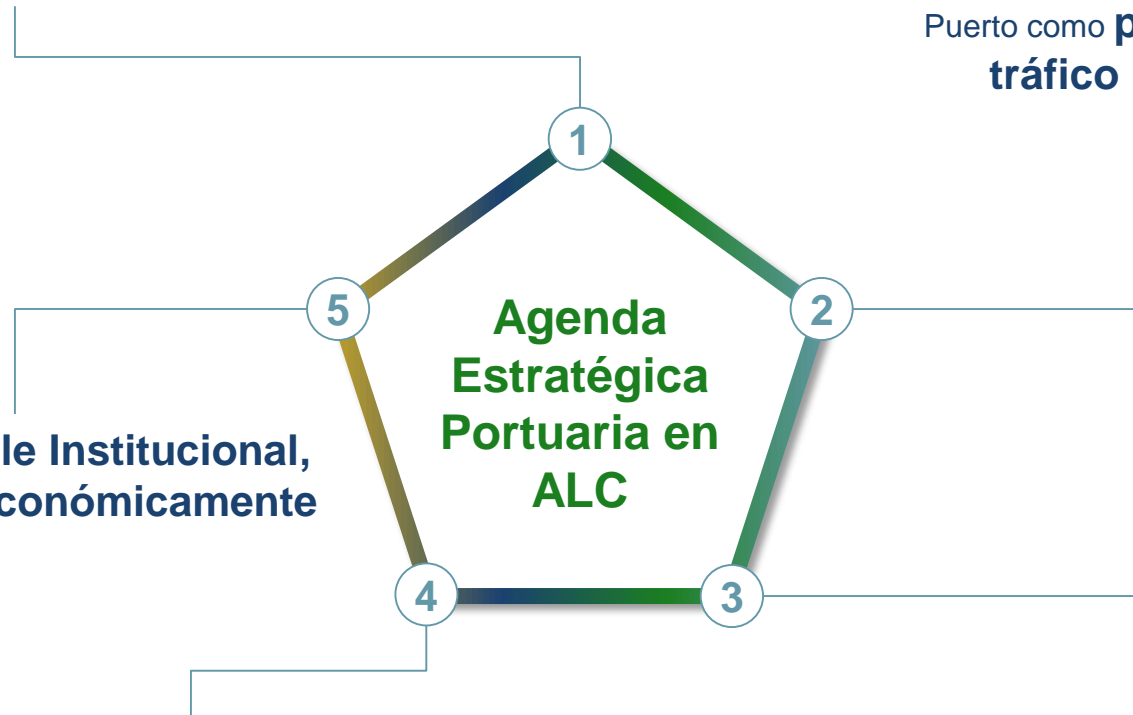 Puerto como
tráfico
1
5
2
Agenda
Estratégica
Portuaria en
ALC
le Institucional,
conómicamente
4
3